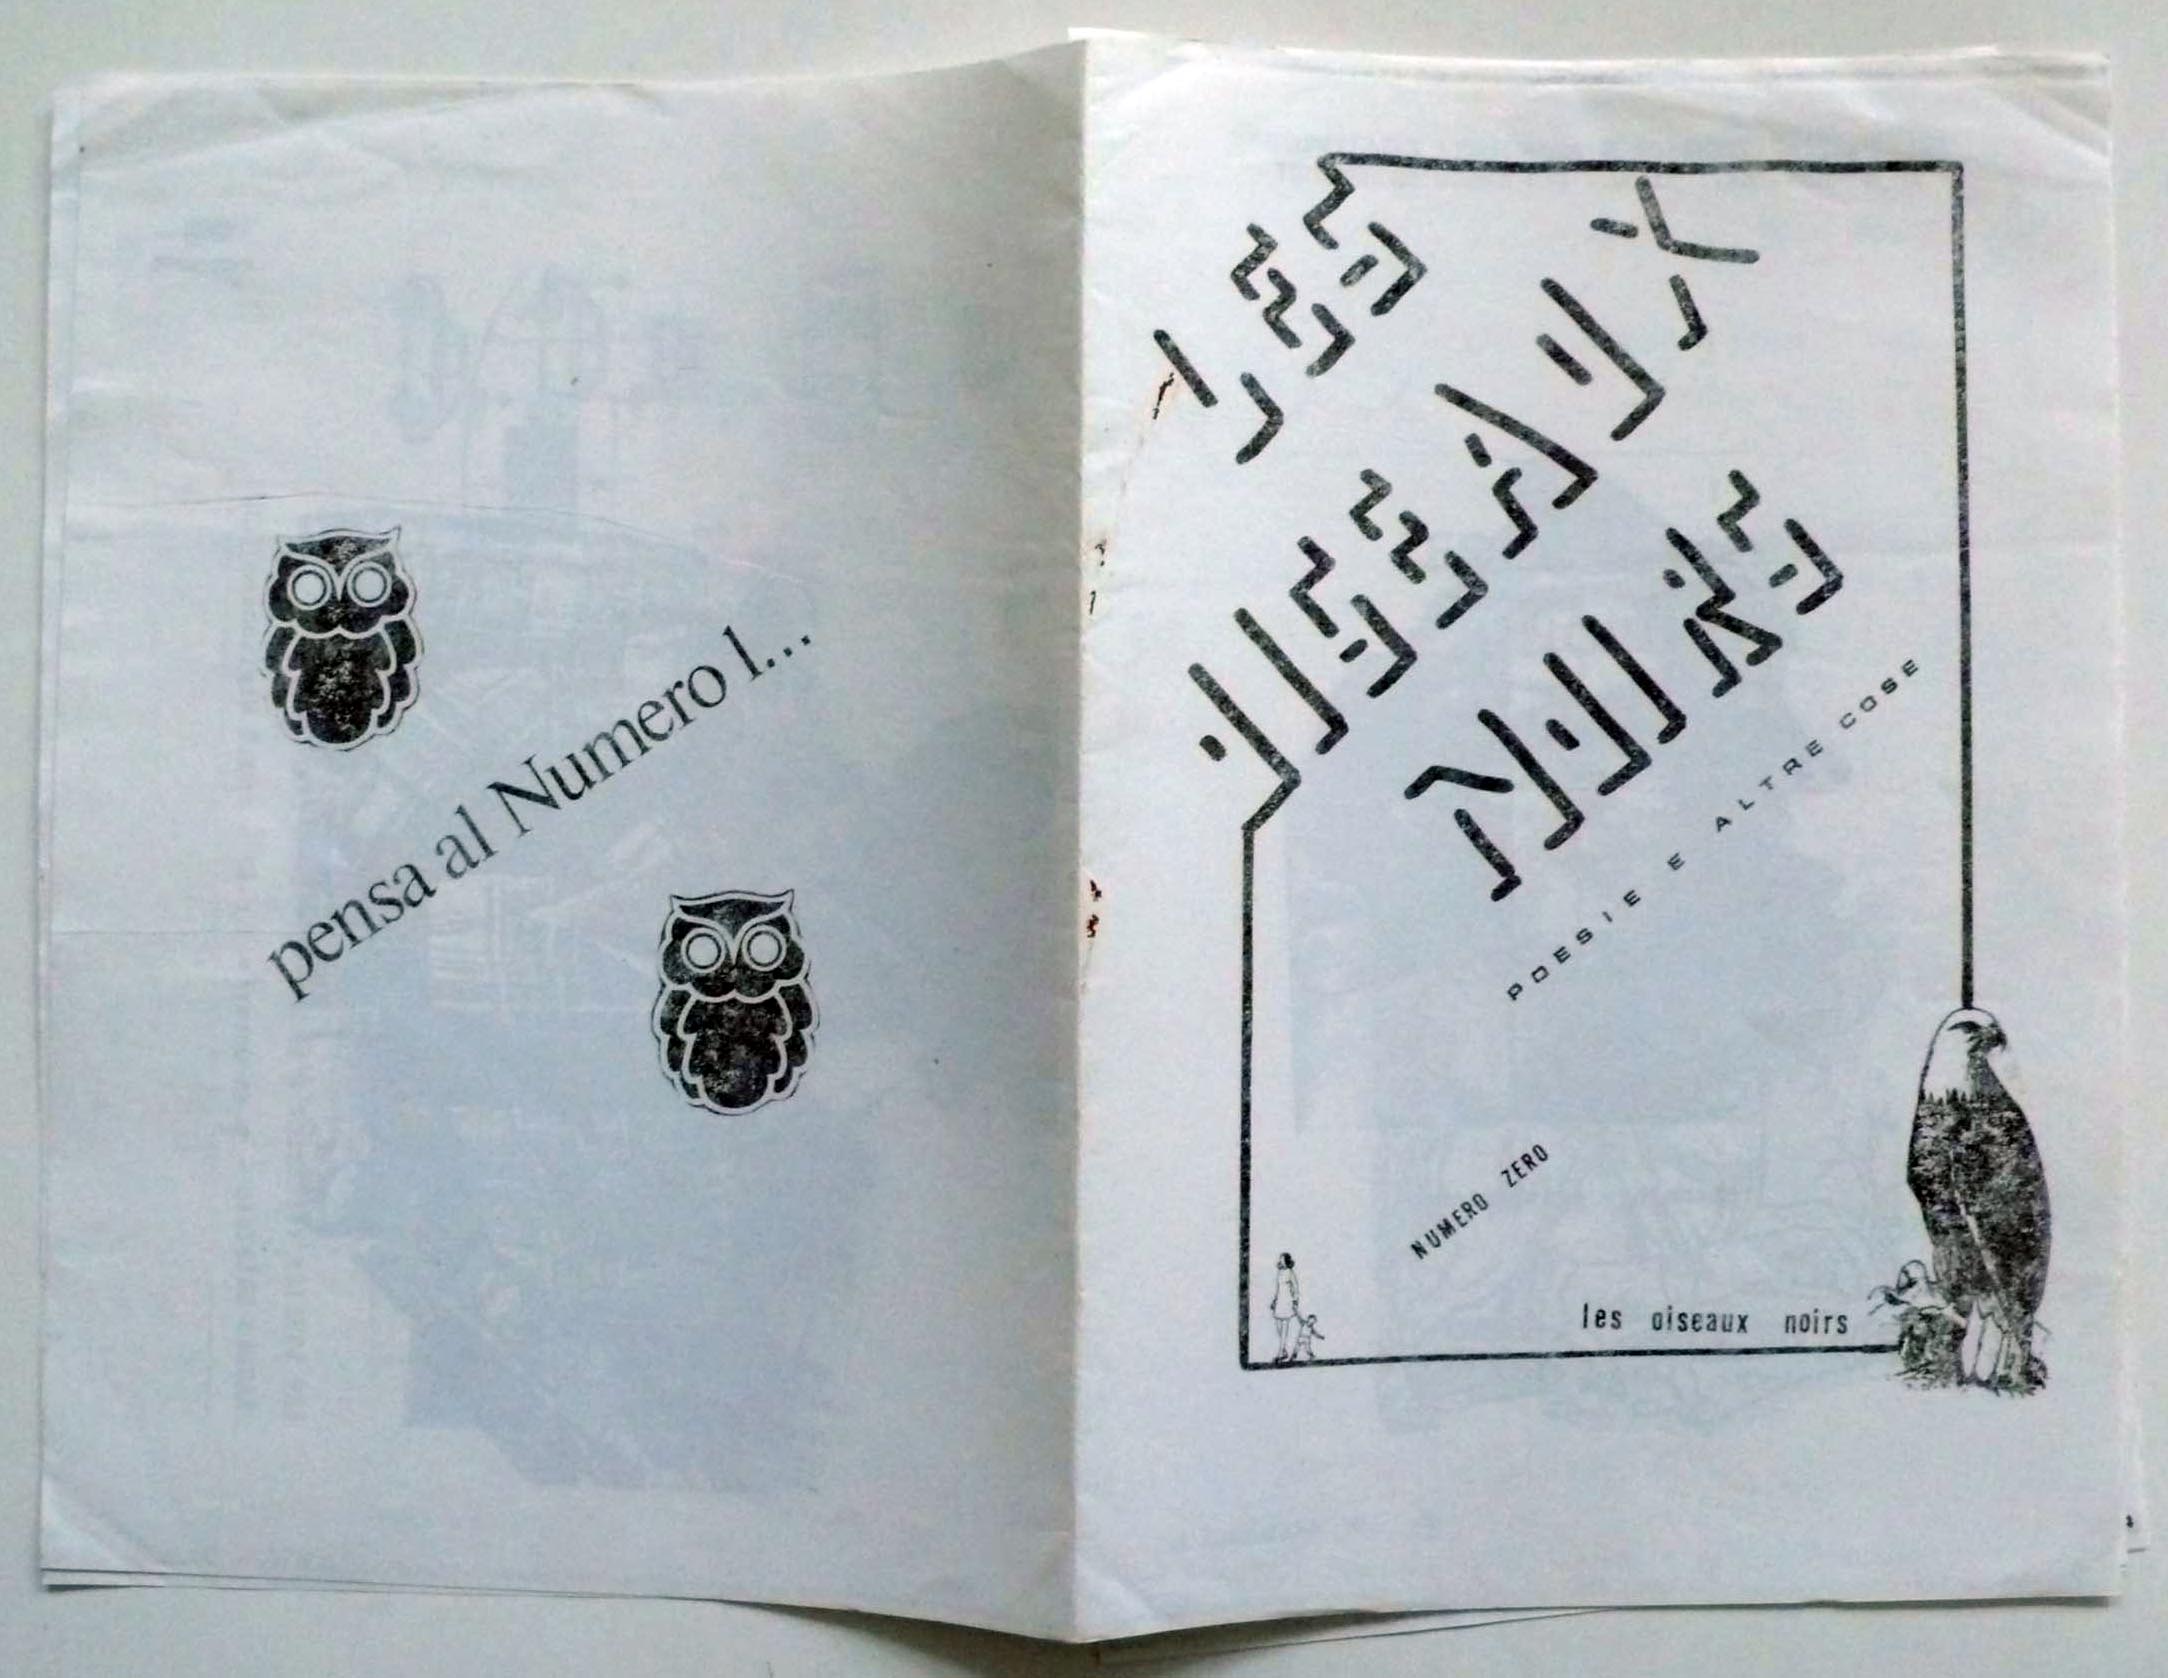 pensa al Numero 1...
LES
OISEAUX
NOIRS
POESIE E ALTRE COSE
NUMERO ZERO
les oiseaux noirs